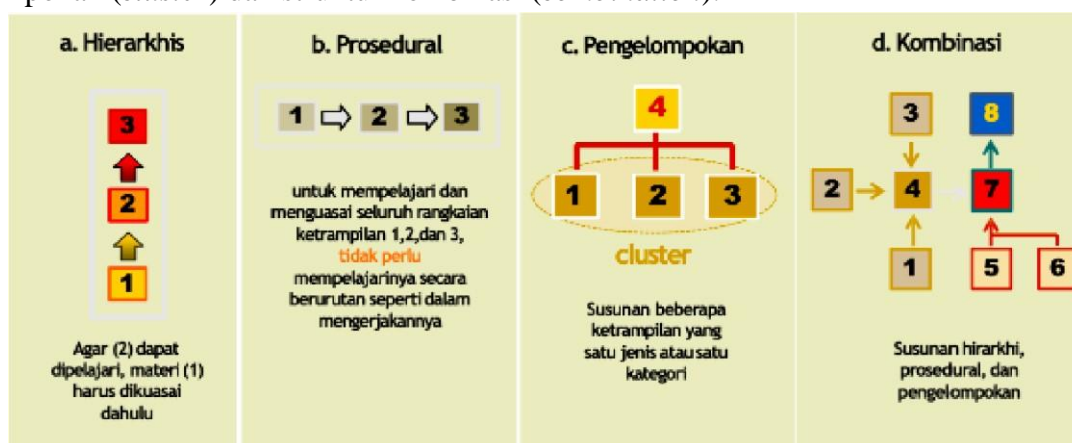 a. Hierarkhis
3
2
1
Agar (2) dapat
dipelajari, materi (1)
harus dikuasai
dahulu
b. Prosedural
1 2 3
untuk mempelajari dan
menguasai seluruh rangkaian
ketrampilan 1,2,dan 3,
tidak perlu
mempelajarinya secara
berurutan seperti dalam
mengerjakannya
c. Pengelompokan
4
1 2 3
cluster
Susunan beberapa
ketrampilan yang
satu jenis atau satu
kategori
d. Kombinasi
3 8
2 4 7
1 5 6
Susunan hirarkhi,
prosedural, dan
pengelompokan